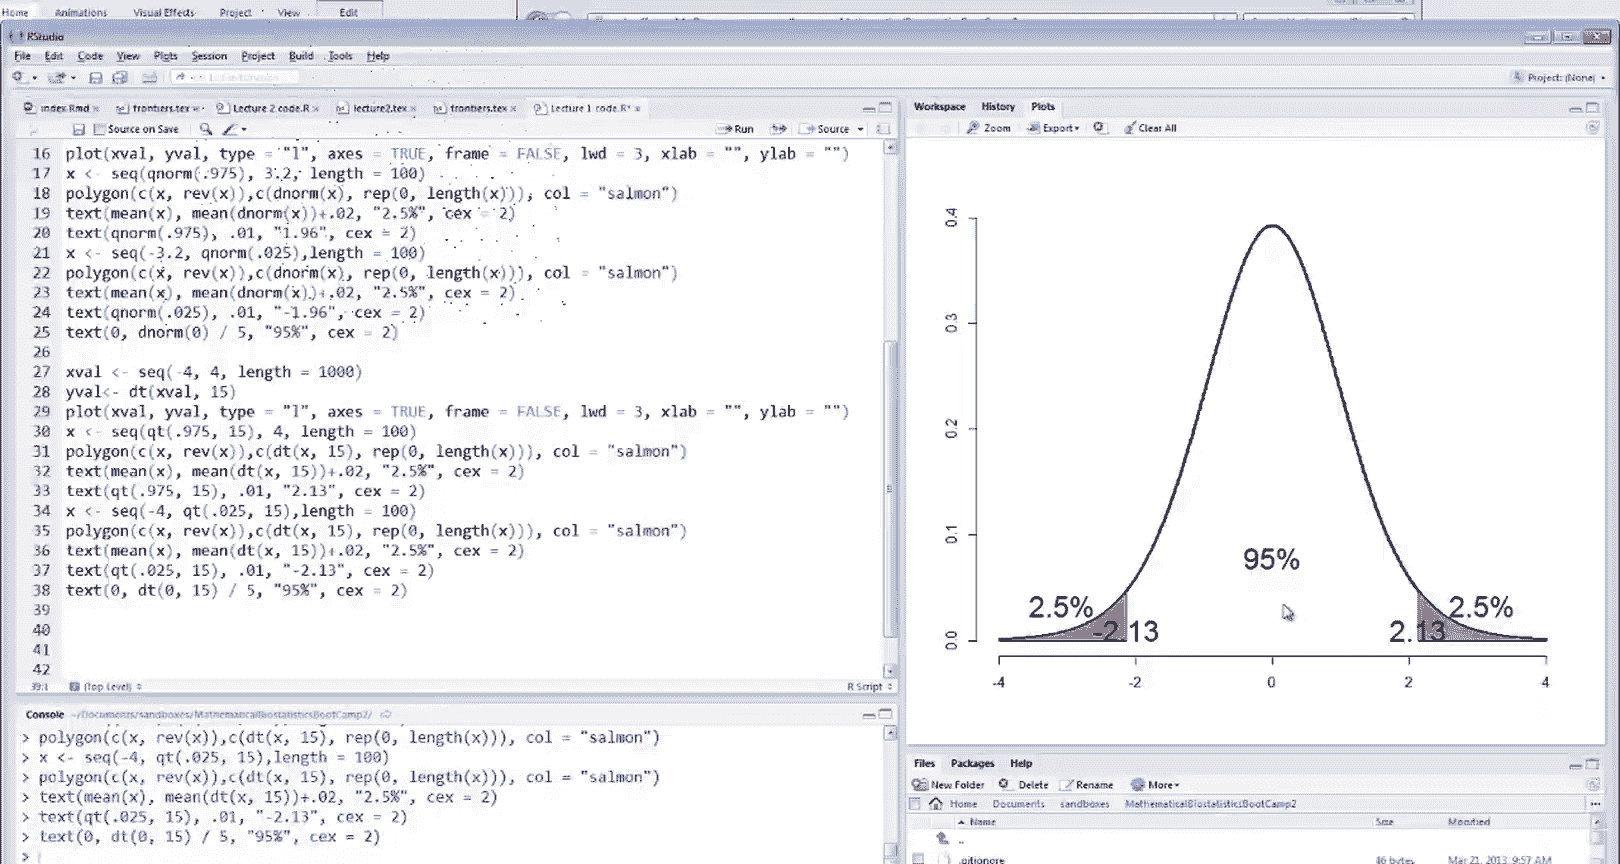 Home Animations Visual Effects Project View Edit
RStudio
File Edit Code View Plots Session Project Build Tools Help
Project: (None)
index.Rmd frontiers.tex Lecture 2 code.R lecture2.tex frontiers.tex Lecture 1 code.R*
Source on Save Run Source
16 plot(xval, yval, type = "l", axes = TRUE, frame = FALSE, lwd = 3, xlab = "", ylab = "")
17 x <- seq(qnorm(.975), 3.2, length = 100)
18 polygon(c(x, rev(x)),c(dnorm(x), rep(0, length(x))), col = "salmon")
19 text(mean(x), mean(dnorm(x))+.02, "2.5%", cex = 2)
20 text(qnorm(.975), .01, "1.96", cex = 2)
21 x <- seq(-3.2, qnorm(.025),length = 100)
22 polygon(c(x, rev(x)),c(dnorm(x), rep(0, length(x))), col = "salmon")
23 text(mean(x), mean(dnorm(x))+.02, "2.5%", cex = 2)
24 text(qnorm(.025), .01, "-1.96", cex = 2)
25 text(0, dnorm(0) / 5, "95%", cex = 2)
26
27 xval <- seq(-4, 4, length = 1000)
28 yval<- dt(xval, 15)
29 plot(xval, yval, type = "l", axes = TRUE, frame = FALSE, lwd = 3, xlab = "", ylab = "")
30 x <- seq(qt(.975, 15), 4, length = 100)
31 polygon(c(x, rev(x)),c(dt(x, 15), rep(0, length(x))), col = "salmon")
32 text(mean(x), mean(dt(x, 15))+.02, "2.5%", cex = 2)
33 text(qt(.975, 15), .01, "2.13", cex = 2)
34 x <- seq(-4, qt(.025, 15),length = 100)
35 polygon(c(x, rev(x)),c(dt(x, 15), rep(0, length(x))), col = "salmon")
36 text(mean(x), mean(dt(x, 15))+.02, "2.5%", cex = 2)
37 text(qt(.025, 15), .01, "-2.13", cex = 2)
38 text(0, dt(0, 15) / 5, "95%", cex = 2)
39
40
41
42
39:1 (Top Level) R Script
Console ~/Documents/sandboxes/MathematicalBiostatisticsBootCamp2/
> polygon(c(x, rev(x)),c(dt(x, 15), rep(0, length(x))), col = "salmon")
> x <- seq(-4, qt(.025, 15),length = 100)
> polygon(c(x, rev(x)),c(dt(x, 15), rep(0, length(x))), col = "salmon")
> text(mean(x), mean(dt(x, 15))+.02, "2.5%", cex = 2)
> text(qt(.025, 15), .01, "-2.13", cex = 2)
> text(0, dt(0, 15) / 5, "95%", cex = 2)
>
Workspace History Plots
Zoom Export Clear All
0.4
0.3
0.2
0.1
0.0
95%
2.5% 2.5%
-2.13 2.13
-4 -2 0 2 4
Files Packages Help
New Folder Delete Rename More
Home Documents sandboxes MathematicalBiostatisticsBootCamp2
Name Size Modified
..
.gitignore 46 bytes Mar 21, 2013, 9:57 AM